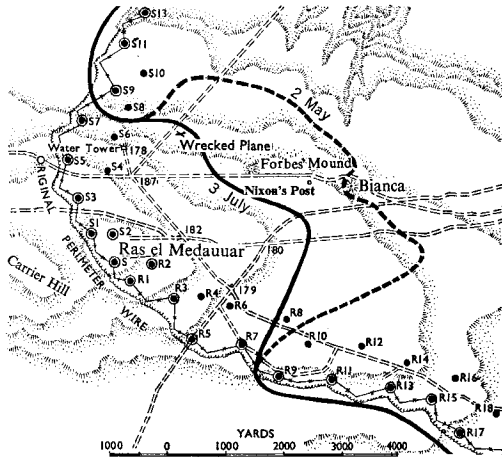 S13
S11
S10
S9
S8
2 May
S7
S6
Water Tower
178
Wrecked Plane
Forbes' Mound
S5
S4
187
Bianca
ORIGINAL
3 July
Nixon's Post
S3
S1
S2
182
180
Ras el Medauuar
S
R2
PERIMETER
Carrier Hill
R1
179
R3
R4
R6
WIRE
R8
R5
R7
R10
R12
R14
R9
R11
R13
R16
R15
R18
R17
YARDS
1000
0
1000
2000
3000
4000